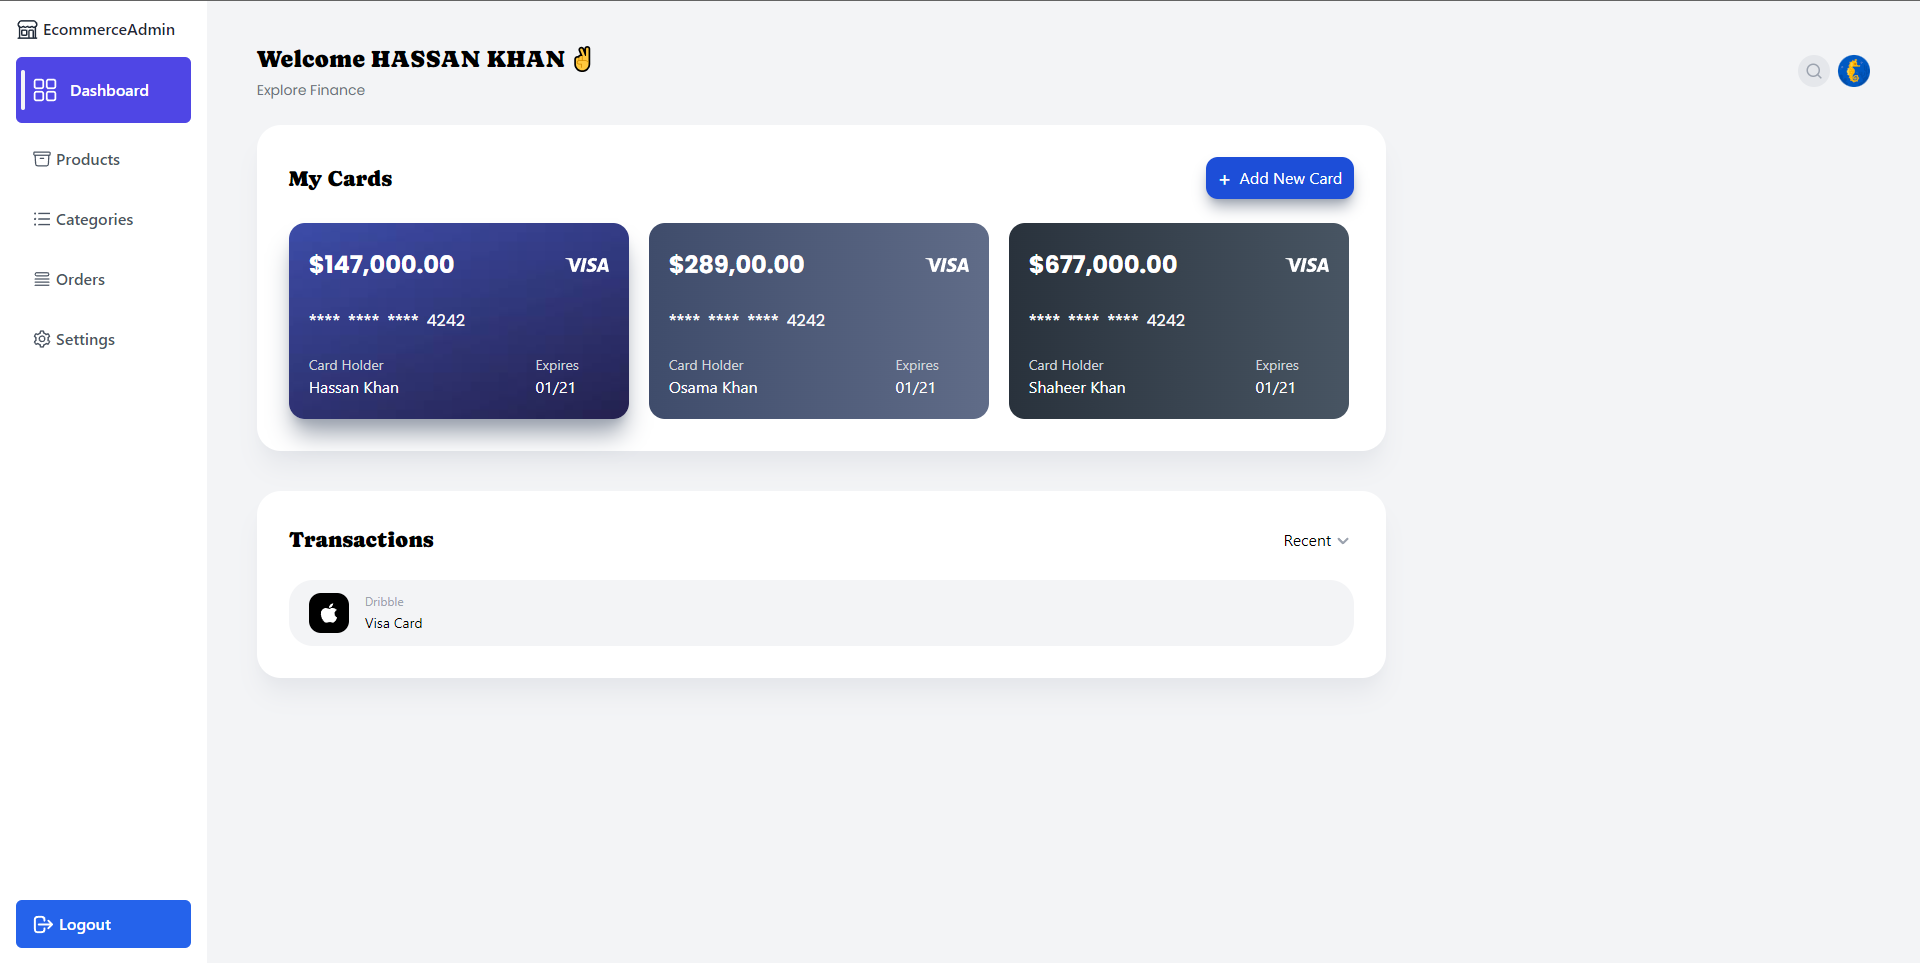 EcommerceAdmin
Dashboard
Products
Categories
Orders
Settings
Logout
Welcome HASSAN KHAN ✌
Explore Finance
My Cards
+ Add New Card
$147,000.00 VISA
**** **** **** 4242
Card Holder Expires
Hassan Khan 01/21
$289,00.00 VISA
**** **** **** 4242
Card Holder Expires
Osama Khan 01/21
$677,000.00 VISA
**** **** **** 4242
Card Holder Expires
Shaheer Khan 01/21
Transactions
Recent
Dribble
Visa Card